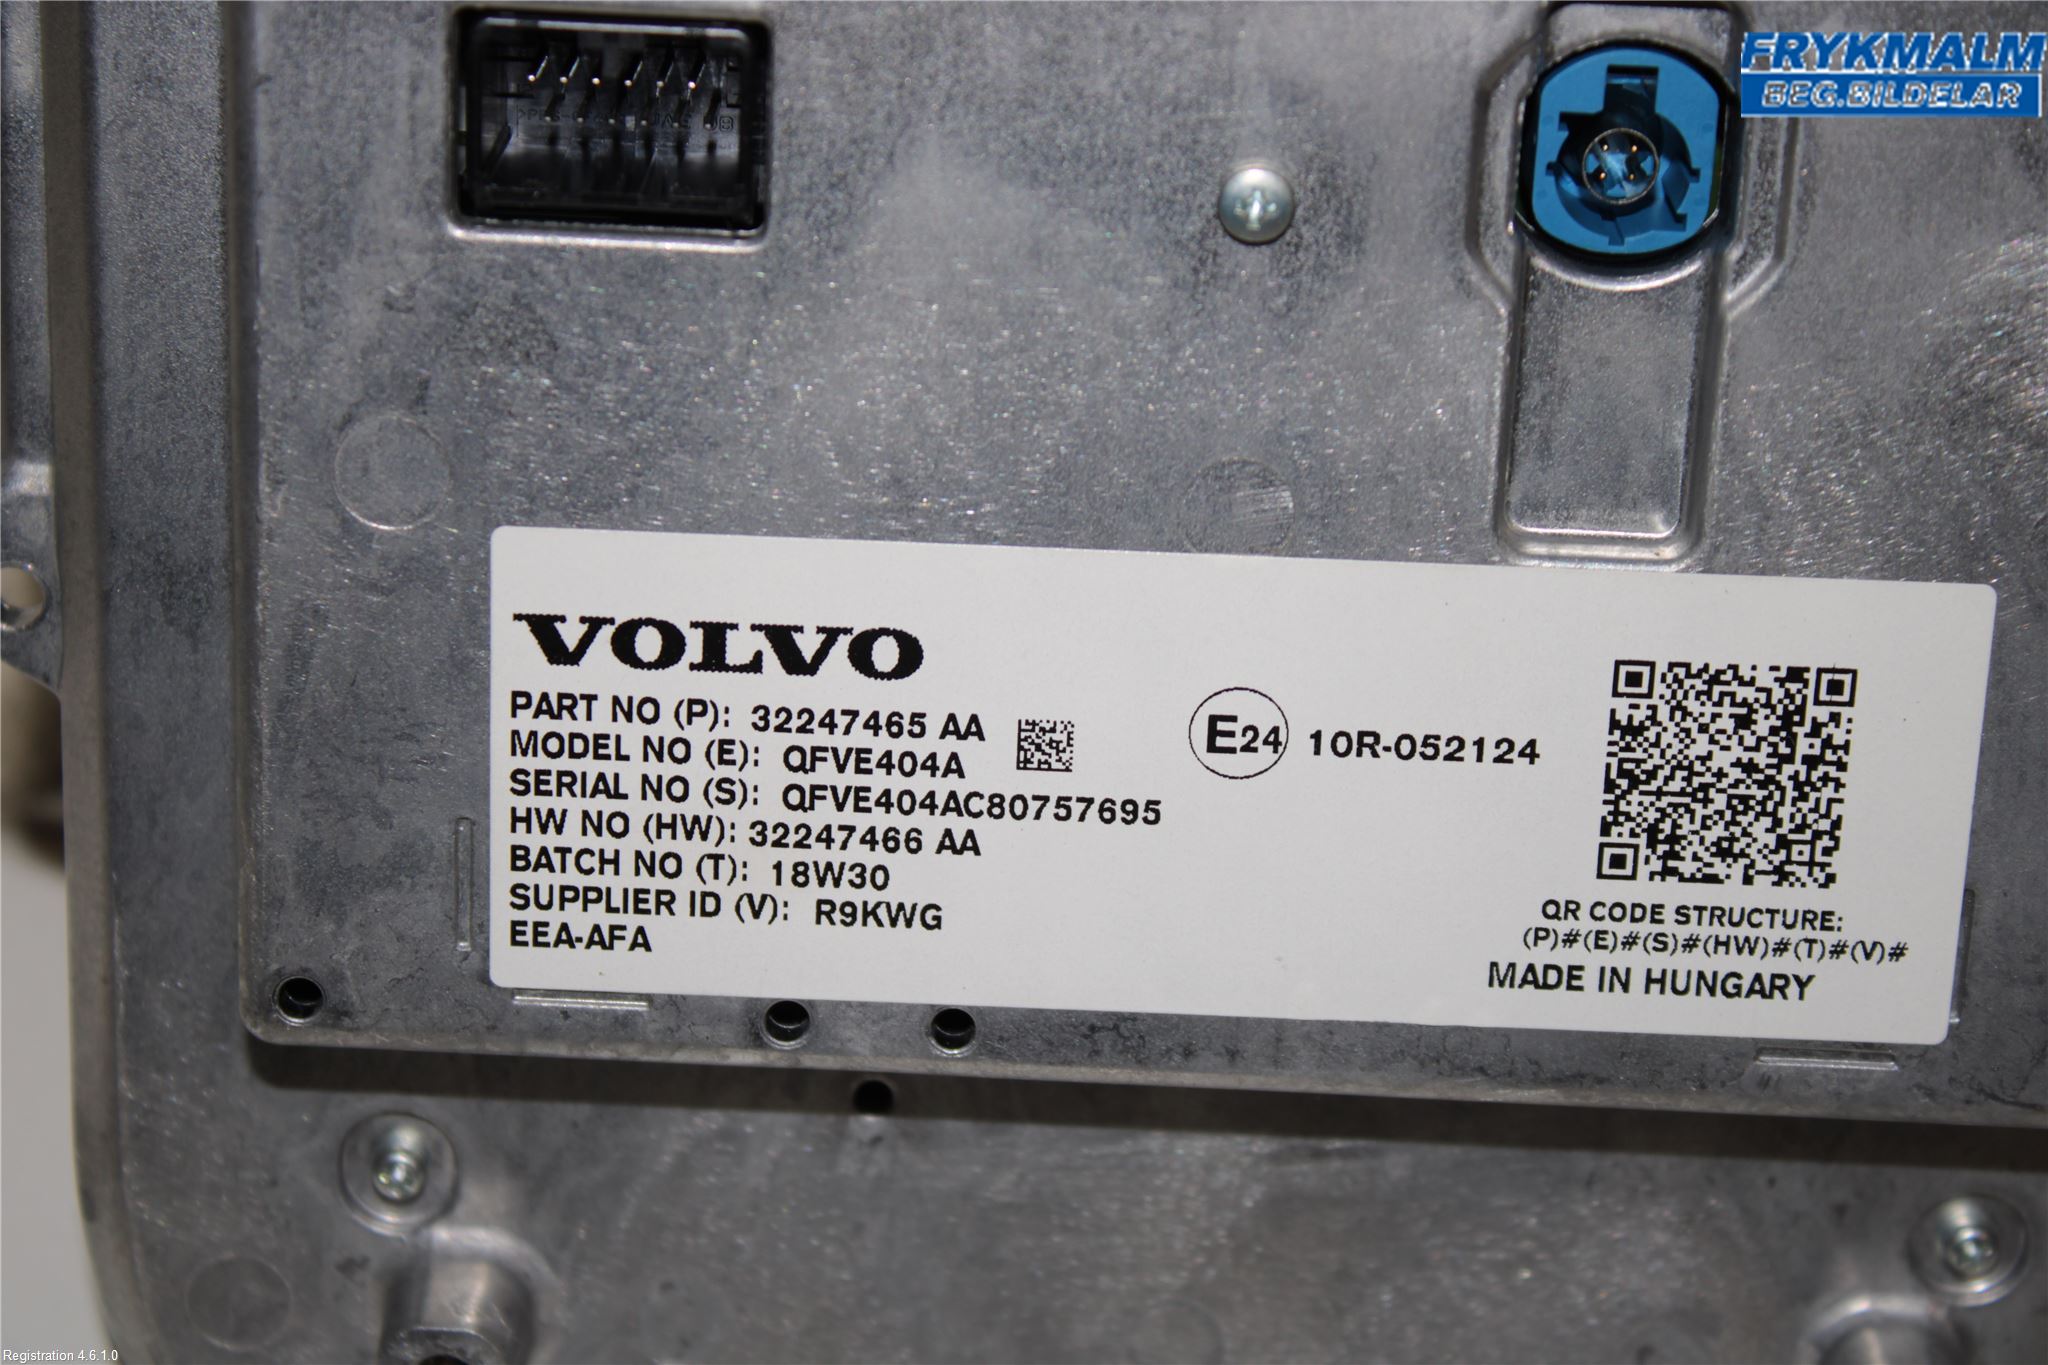 FRYKMALM
BEG.BILDELAR
VOLVO
PART NO (P): 32247465 AA
MODEL NO (E): QFVE404A
SERIAL NO (S): QFVE404AC80757695
HW NO (HW): 32247466 AA
BATCH NO (T): 18W30
SUPPLIER ID (V): R9KWG
EEA-AFA
E24 10R-052124
QR CODE STRUCTURE:
(P)#(E)#(S)#(HW)#(T)#(V)#
MADE IN HUNGARY
Registration 4.6.1.0